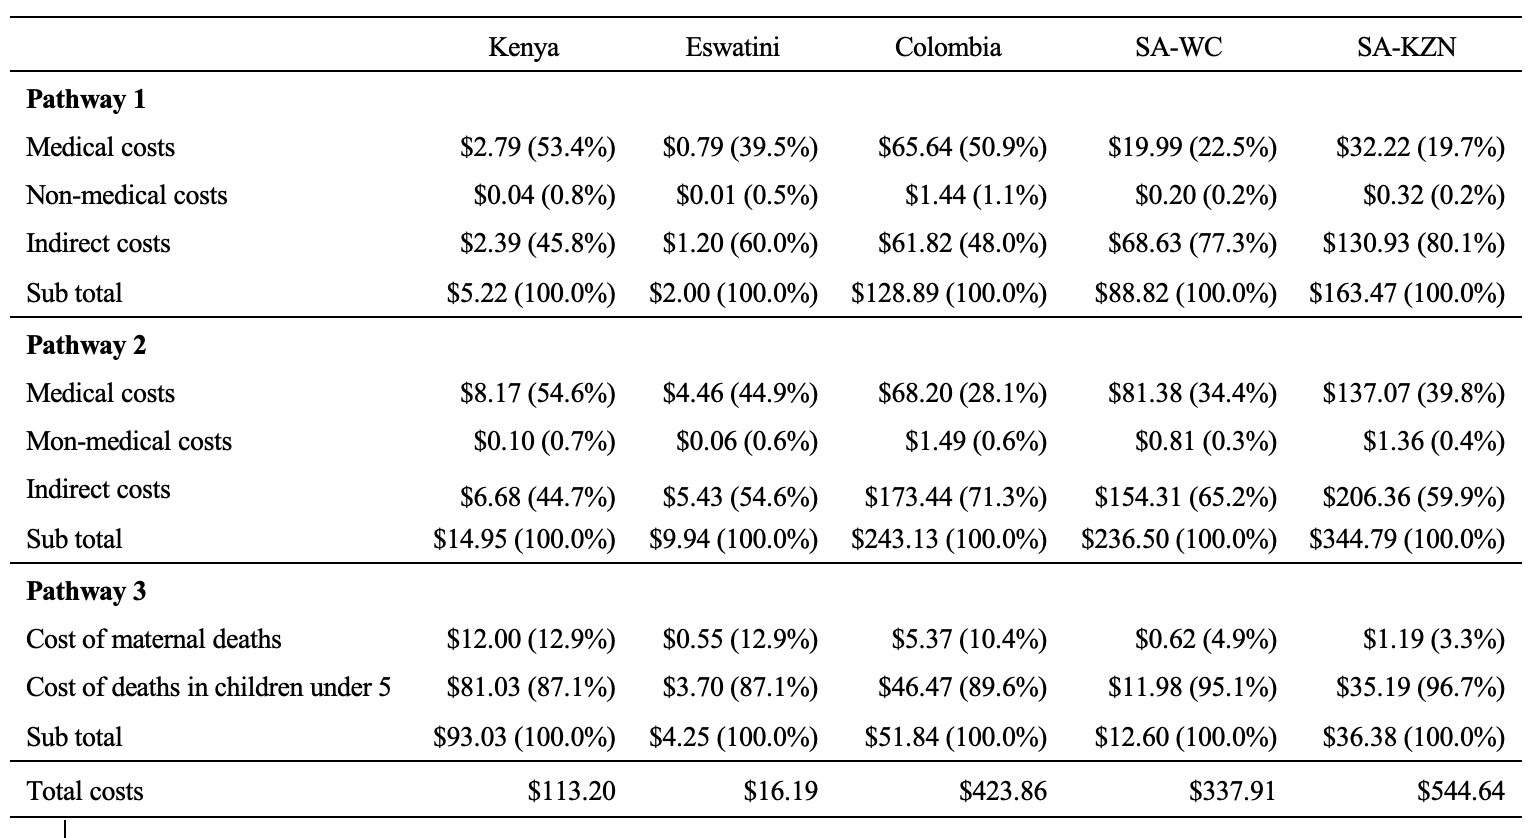 Kenya Eswatini Colombia SA-WC SA-KZN
Pathway 1
Medical costs $2.79 (53.4%) $0.79 (39.5%) $65.64 (50.9%) $19.99 (22.5%) $32.22 (19.7%)
Non-medical costs $0.04 (0.8%) $0.01 (0.5%) $1.44 (1.1%) $0.20 (0.2%) $0.32 (0.2%)
Indirect costs $2.39 (45.8%) $1.20 (60.0%) $61.82 (48.0%) $68.63 (77.3%) $130.93 (80.1%)
Sub total $5.22 (100.0%) $2.00 (100.0%) $128.89 (100.0%) $88.82 (100.0%) $163.47 (100.0%)
Pathway 2
Medical costs $8.17 (54.6%) $4.46 (44.9%) $68.20 (28.1%) $81.38 (34.4%) $137.07 (39.8%)
Mon-medical costs $0.10 (0.7%) $0.06 (0.6%) $1.49 (0.6%) $0.81 (0.3%) $1.36 (0.4%)
Indirect costs $6.68 (44.7%) $5.43 (54.6%) $173.44 (71.3%) $154.31 (65.2%) $206.36 (59.9%)
Sub total $14.95 (100.0%) $9.94 (100.0%) $243.13 (100.0%) $236.50 (100.0%) $344.79 (100.0%)
Pathway 3
Cost of maternal deaths $12.00 (12.9%) $0.55 (12.9%) $5.37 (10.4%) $0.62 (4.9%) $1.19 (3.3%)
Cost of deaths in children under 5 $81.03 (87.1%) $3.70 (87.1%) $46.47 (89.6%) $11.98 (95.1%) $35.19 (96.7%)
Sub total $93.03 (100.0%) $4.25 (100.0%) $51.84 (100.0%) $12.60 (100.0%) $36.38 (100.0%)
Total costs $113.20 $16.19 $423.86 $337.91 $544.64